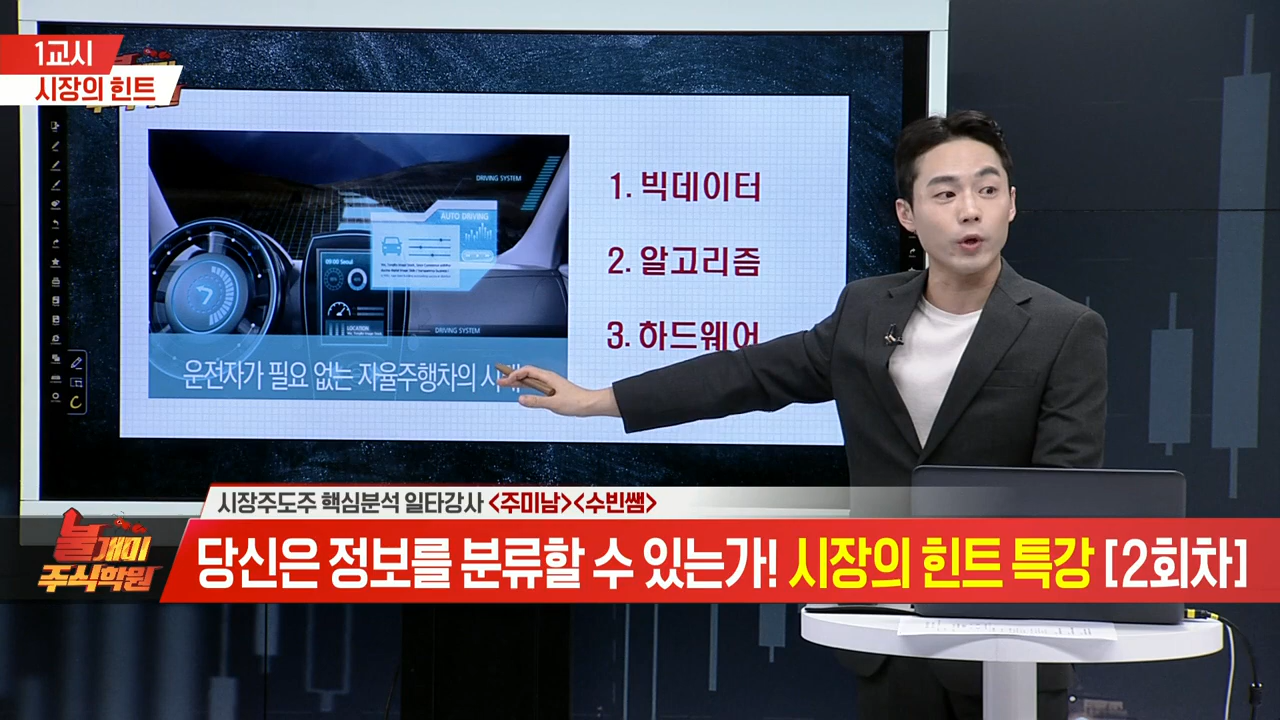 1교시
시장의 힌트
DRIVING SYSTEM
AUTO DRIVING
00:00 Seoul
LOCATION
DRIVING SYSTEM
운전자가 필요 없는 자율주행차의
1. 빅데이터
2. 알고리즘
3. 하드웨어
시장주도주 핵심분석 일타강사 <주미남><수빈쌤>
불개미
주식학원
당신은 정보를 분류할 수 있는가! 시장의 힌트 특강 [2회차]